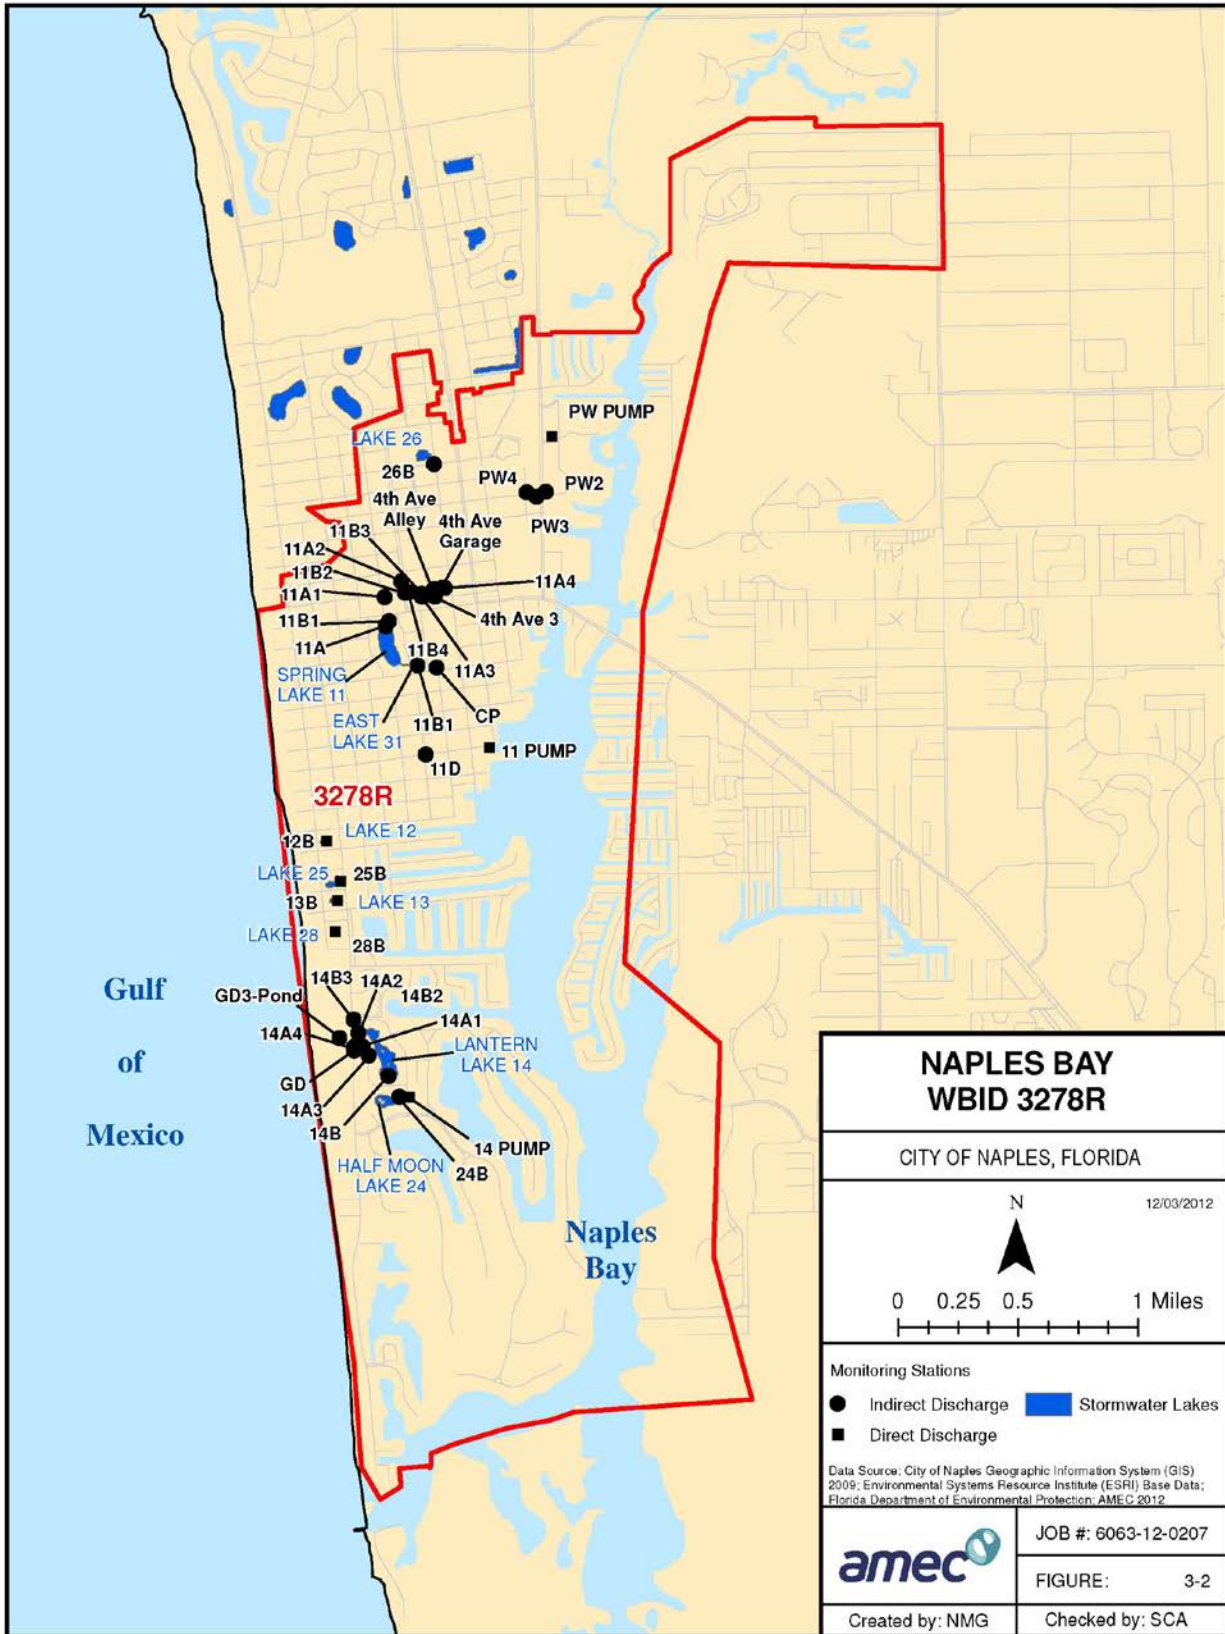 PW PUMP
LAKE 26
26B
PW4
PW2
PW3
4th Ave
Alley
4th Ave
Garage
11B3
11A2
11B2
11A1
11A4
4th Ave 3
11B1
11A
11B4
11A3
SPRING
LAKE 11
EAST
LAKE 31
11B1
CP
11D
11 PUMP
3278R
12B
LAKE 12
LAKE 25
25B
13B
LAKE 13
LAKE 28
28B
14B3
14A2
14B2
GD3-Pond
14A4
14A1
LANTERN
LAKE 14
GD
14A3
14B
14 PUMP
24B
HALF MOON
LAKE 24
Gulf
of
Mexico
Naples
Bay
NAPLES BAY
WBID 3278R
CITY OF NAPLES, FLORIDA
N
12/03/2012
0 0.25 0.5 1 Miles
Monitoring Stations
Indirect Discharge
Stormwater Lakes
Direct Discharge
Data Source: City of Naples Geographic Information System (GIS)
2009; Environmental Systems Resource Institute (ESRI) Base Data;
Florida Department of Environmental Protection; AMEC 2012
amec
JOB #: 6063-12-0207
FIGURE: 3-2
Created by: NMG
Checked by: SCA